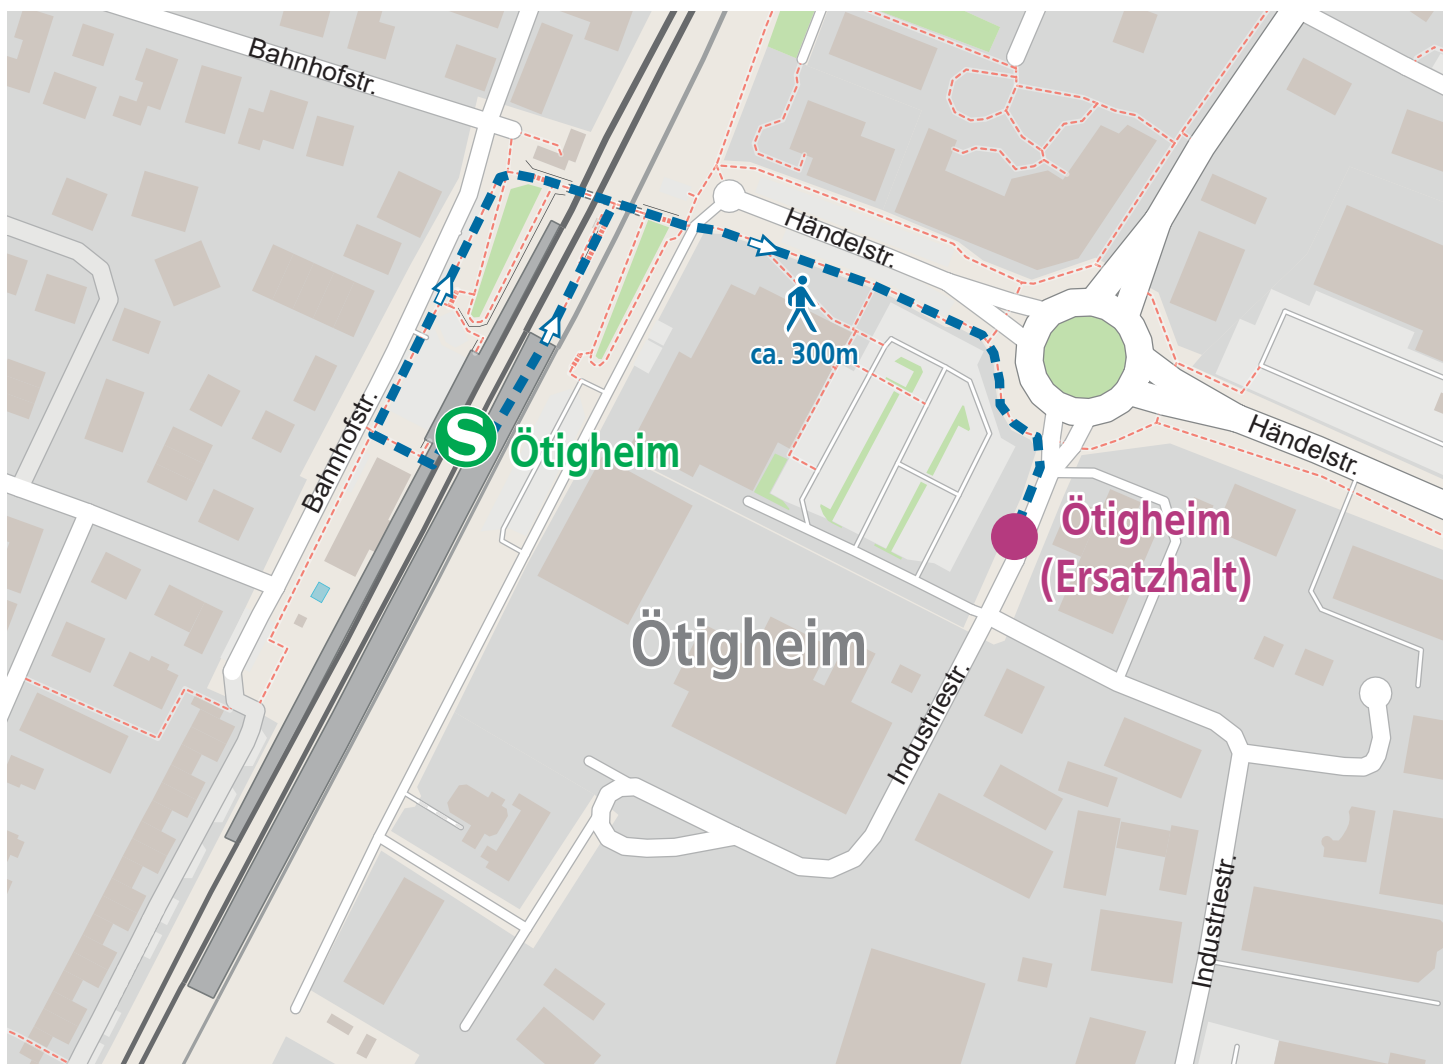 Bahnhofstr.
Händelstr.
ca. 300m
Bahnhofstr.
S
Ötigheim
Händelstr.
Ötigheim
(Ersatzhalt)
Ötigheim
Industriestr.
Industriestr.